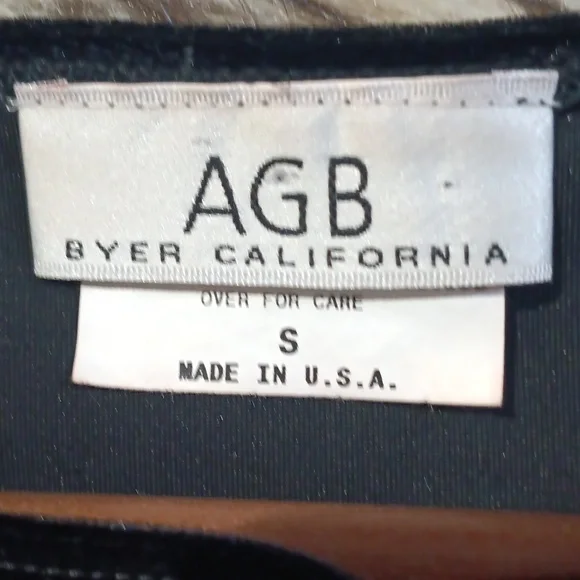 AGB
BYER CALIFORNIA
OVER FOR CARE
S
MADE IN U.S.A.